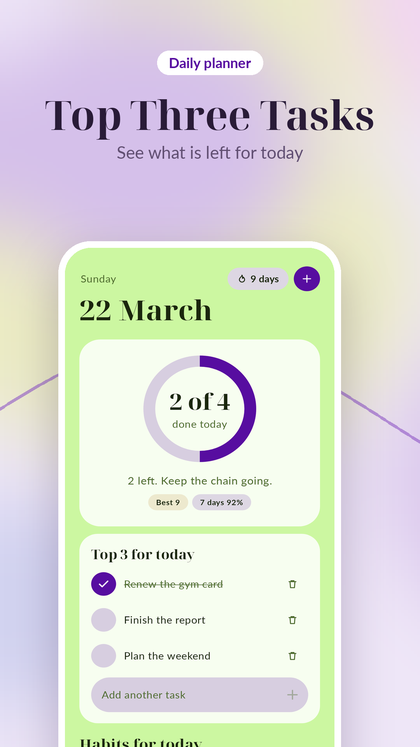 Daily planner
Top Three Tasks
See what is left for today
Sunday
9 days
22 March
2 of 4
done today
2 left. Keep the chain going.
Best 9
7 days 92%
Top 3 for today
Renew the gym card
Finish the report
Plan the weekend
Add another task
Habits for today